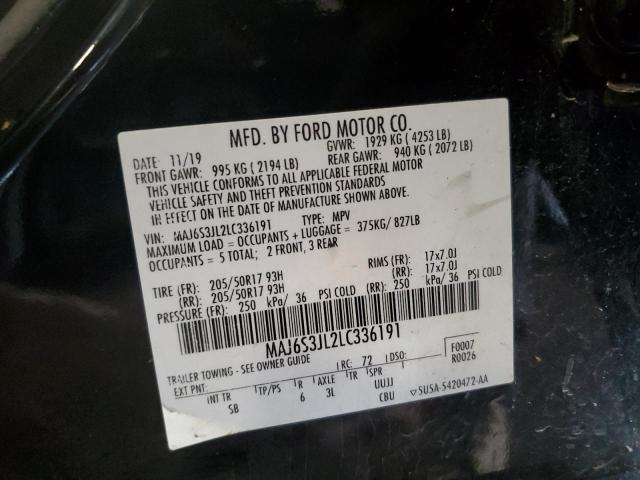 MFD. BY FORD MOTOR CO.
DATE 11/19 GVWR: 1929 KG (4253 LB)
FRONT GAWR: 995 KG (2194 LB) REAR GAWR: 940 KG (2072 LB)
THIS VEHICLE CONFORMS TO ALL APPLICABLE FEDERAL MOTOR
VEHICLE SAFETY AND THEFT PREVENTION STANDARDS
IN EFFECT ON THE DATE OF MANUFACTURE SHOWN ABOVE.
VIN: MAJ6S3JL2LC336191 TYPE: MPV
MAXIMUM LOAD = OCCUPANTS + LUGGAGE = 375KG/ 827LB
OCCUPANTS = 5 TOTAL; 2 FRONT, 3 REAR
TIRE (FR): 205/50R17 93H RIMS (FR): 17x7.0J
(RR): 205/50R17 93H (RR): 17x7.0J
PRESSURE (FR): 250 kPa/ 36 PSI COLD (RR): 250 kPa/ 36 PSI COLD
MAJ6S3JL2LC336191
TRAILER TOWING - SEE OWNER GUIDE
EXT PNT: RC: 72 DSO: F0007
R0026
INT TR TP/PS R AXLE TR SPR
SB 6 3L UUJJ
CBU 5U5A-5420472-AA